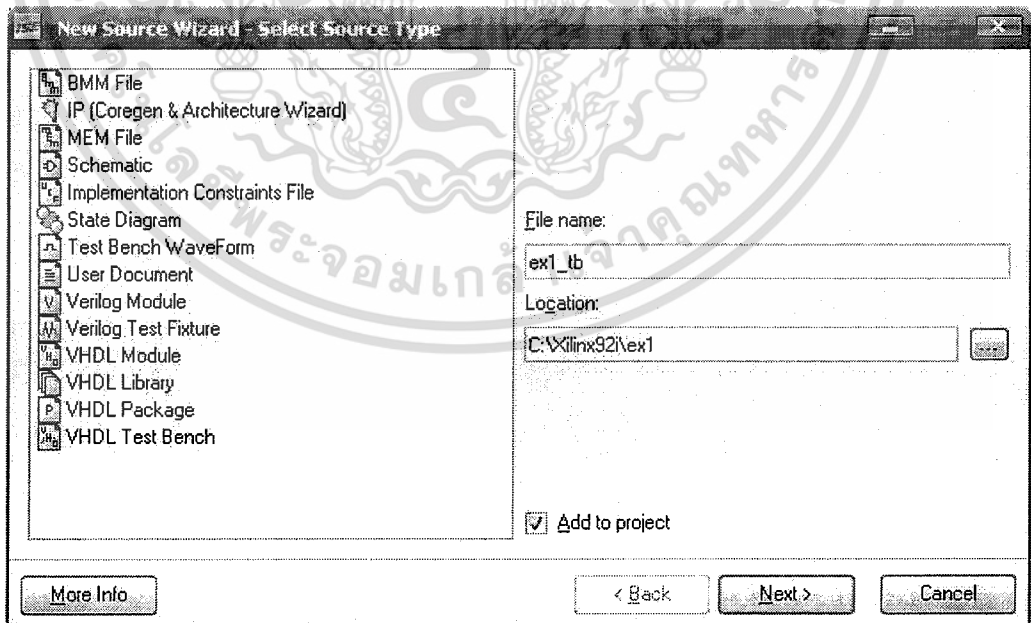 New Source Wizard - Select Source Type
BMM File
IP (Coregen & Architecture Wizard)
MEM File
Schematic
Implementation Constraints File
State Diagram
Test Bench WaveForm
User Document
Verilog Module
Verilog Test Fixture
VHDL Module
VHDL Library
VHDL Package
VHDL Test Bench
File name:
ex1_tb
Location:
C:\Xilinx92i\ex1
...
Add to project
More Info
< Back
Next >
Cancel